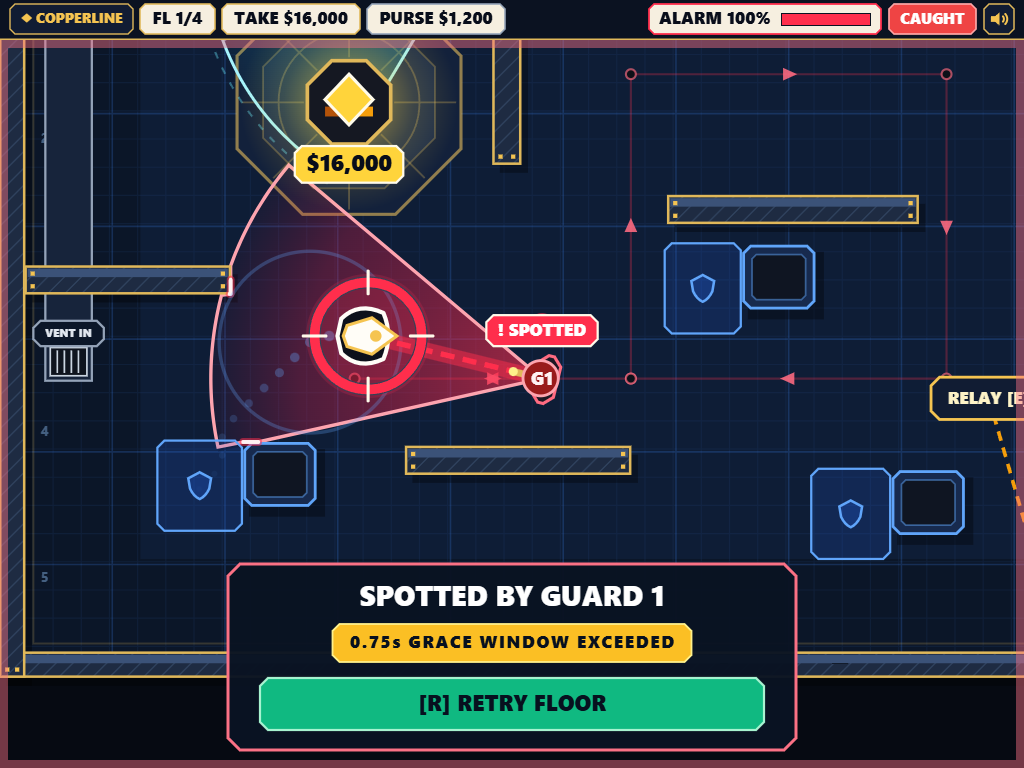 COPPERLINE
FL 1/4
TAKE $16,000
PURSE $1,200
ALARM 100%
CAUGHT
2
$16,000
VENT IN
! SPOTTED
G1
RELAY [E
4
5
SPOTTED BY GUARD 1
0.75s GRACE WINDOW EXCEEDED
[R] RETRY FLOOR